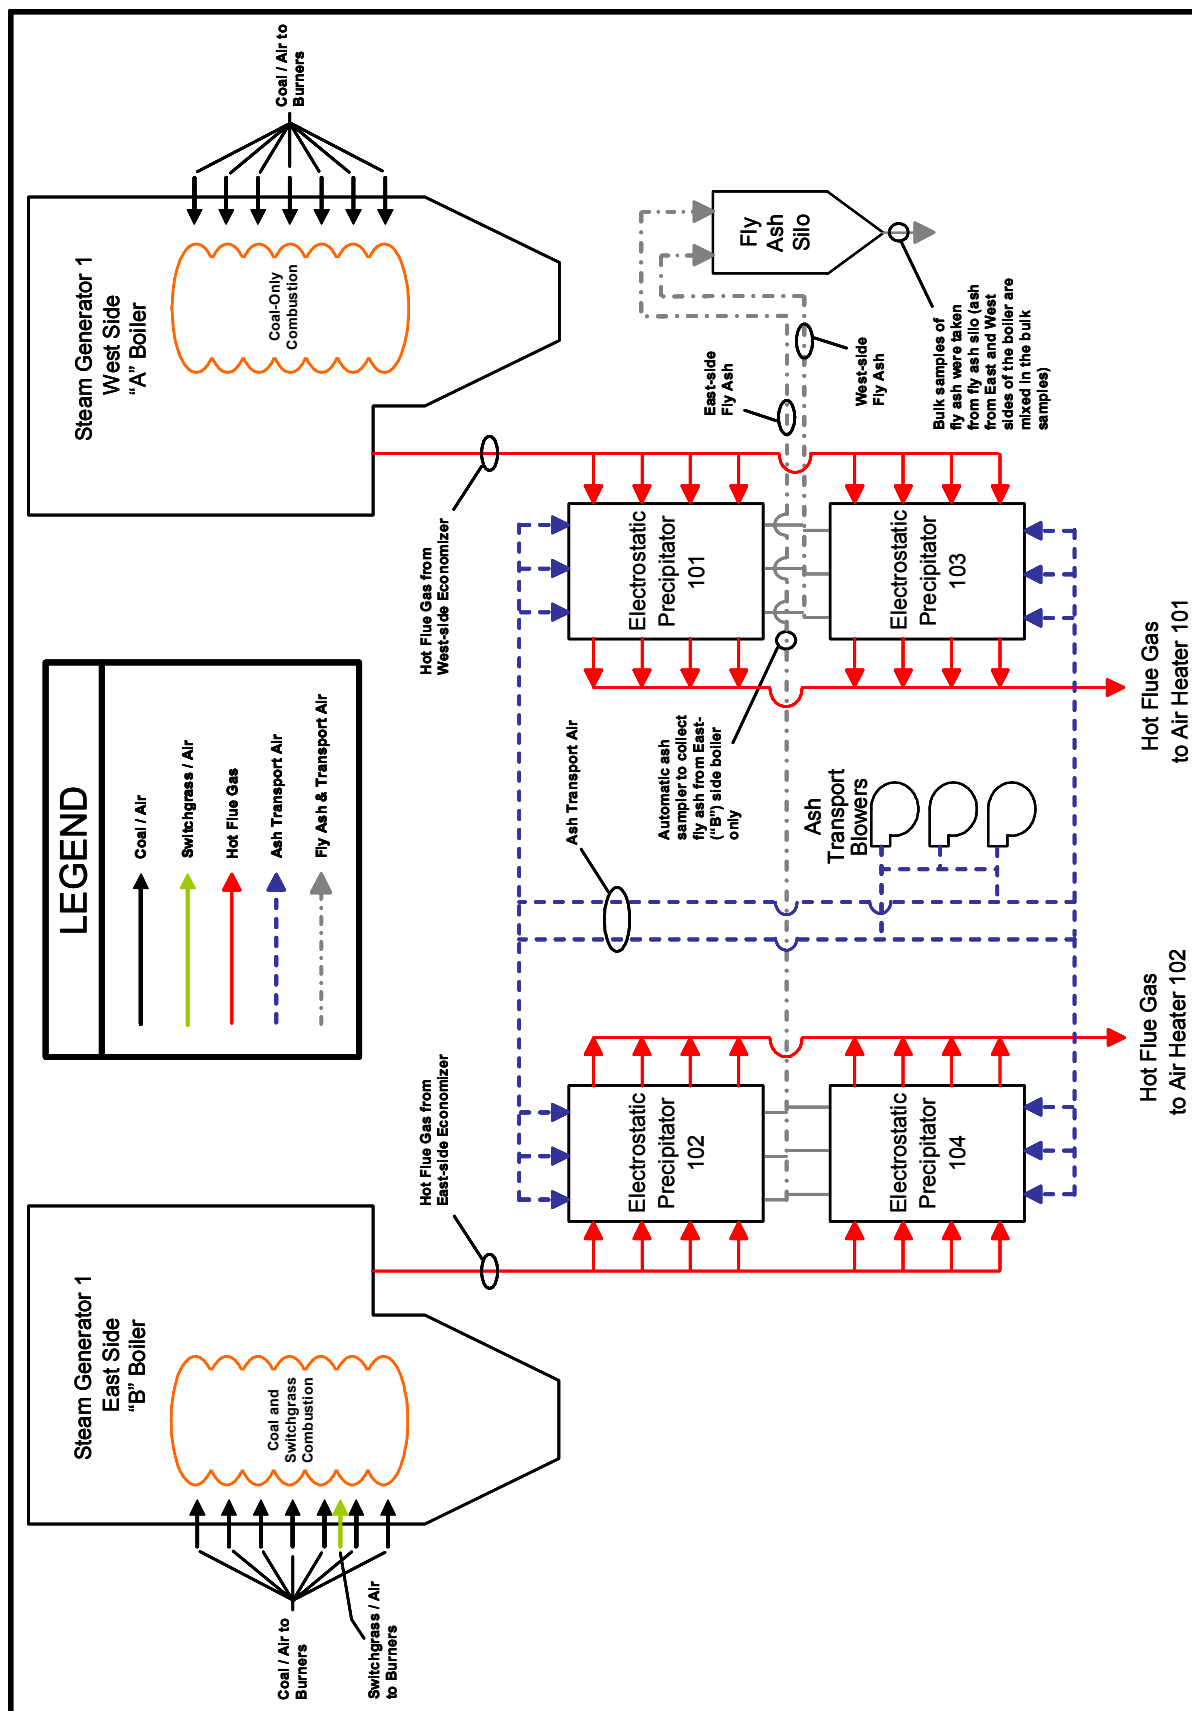 Steam Generator 1
East Side
"B" Boiler
Coal and
Switchgrass
Combustion
Coal / Air to
Burners
Switchgrass / Air
to Burners
LEGEND
Coal / Air
Switchgrass / Air
Hot Flue Gas
Ash Transport Air
Fly Ash & Transport Air
Steam Generator 1
West Side
"A" Boiler
Coal-Only
Combustion
Coal / Air to
Burners
Hot Flue Gas from
East-side Economizer
Hot Flue Gas from
West-side Economizer
Ash Transport Air
Automatic ash
sampler to collect
fly ash from East-
("B") side boiler
only
East-side
Fly Ash
West-side
Fly Ash
Fly
Ash
Silo
Bulk samples of
fly ash were taken
from fly ash silo (ash
from East and West
sides of the boiler are
mixed in the bulk
samples)
Electrostatic
Precipitator
102
Electrostatic
Precipitator
104
Electrostatic
Precipitator
101
Electrostatic
Precipitator
103
Ash
Transport
Blowers
Hot Flue Gas
to Air Heater 102
Hot Flue Gas
to Air Heater 101